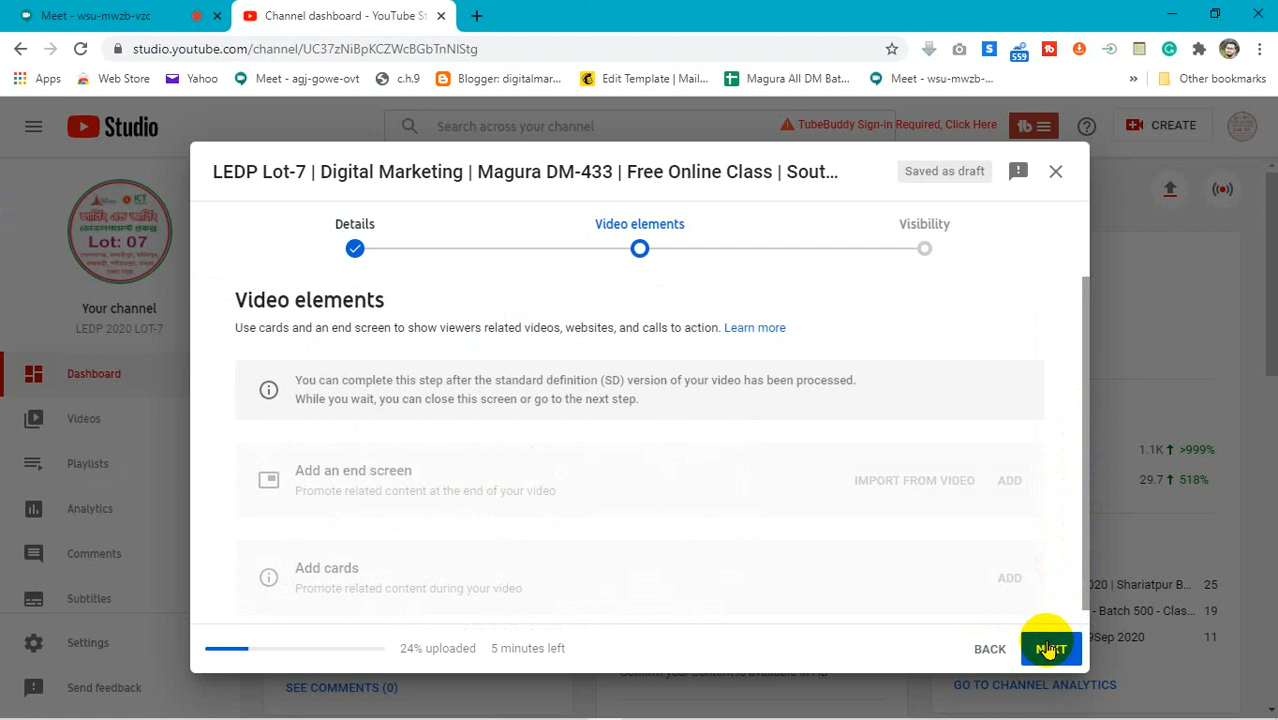 Meet - wsu-mwzb-vzc
Channel dashboard - YouTube St
studio.youtube.com/channel/UC37zNiBpKCZWcBGbTnNIStg
559
Apps Web Store Yahoo Meet - agj-gowe-ovt c.h.9 Blogger: digitalmar... Edit Template | Mail... Magura All DM Bat... Meet - wsu-mwzb-... » Other bookmarks
Studio
Search across your channel
TubeBuddy Sign-in Required, Click Here
tb
CREATE
LEDP Lot-7 | Digital Marketing | Magura DM-433 | Free Online Class | Sout...
Saved as draft
Details
Video elements
Visibility
Lot: 07
Your channel
LEDP 2020 LOT-7
Dashboard
Videos
Playlists
Analytics
Comments
Subtitles
Settings
Send feedback
Video elements
Use cards and an end screen to show viewers related videos, websites, and calls to action. Learn more
You can complete this step after the standard definition (SD) version of your video has been processed.
While you wait, you can close this screen or go to the next step.
Add an end screen
Promote related content at the end of your video
IMPORT FROM VIDEO ADD
Add cards
Promote related content during your video
ADD
24% uploaded 5 minutes left
BACK NEXT
1.1K >999%
29.7 518%
2020 | Shariatpur B... 25
- Batch 500 - Clas... 19
9Sep 2020 11
SEE COMMENTS (0)
GO TO CHANNEL ANALYTICS